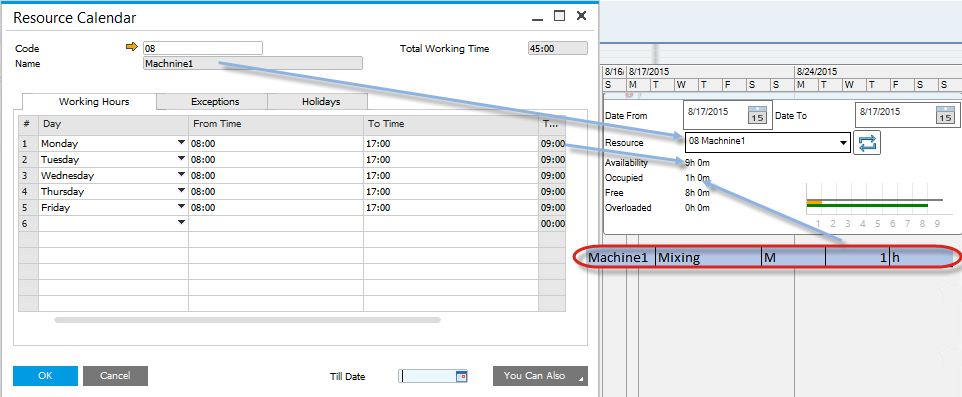 Resource Calendar
Code 08 Total Working Time 45:00
Name Machnine1
Working Hours Exceptions Holidays
# Day From Time To Time T...
1 Monday 08:00 17:00 09:00
2 Tuesday 08:00 17:00 09:00
3 Wednesday 08:00 17:00 09:00
4 Thursday 08:00 17:00 09:00
5 Friday 08:00 17:00 09:00
6 00:00
OK Cancel Till Date You Can Also
8/16/ 8/17/2015 8/24/2015
S M T W T F S S M T W T F S S
Date From 8/17/2015 15 Date To 8/17/2015 15
Resource 08 Machnine1
Availability 9h 0m
Occupied 1h 0m
Free 8h 0m
Overloaded 0h 0m
1 2 3 4 5 6 7 8 9
Machine1 Mixing M 1 h